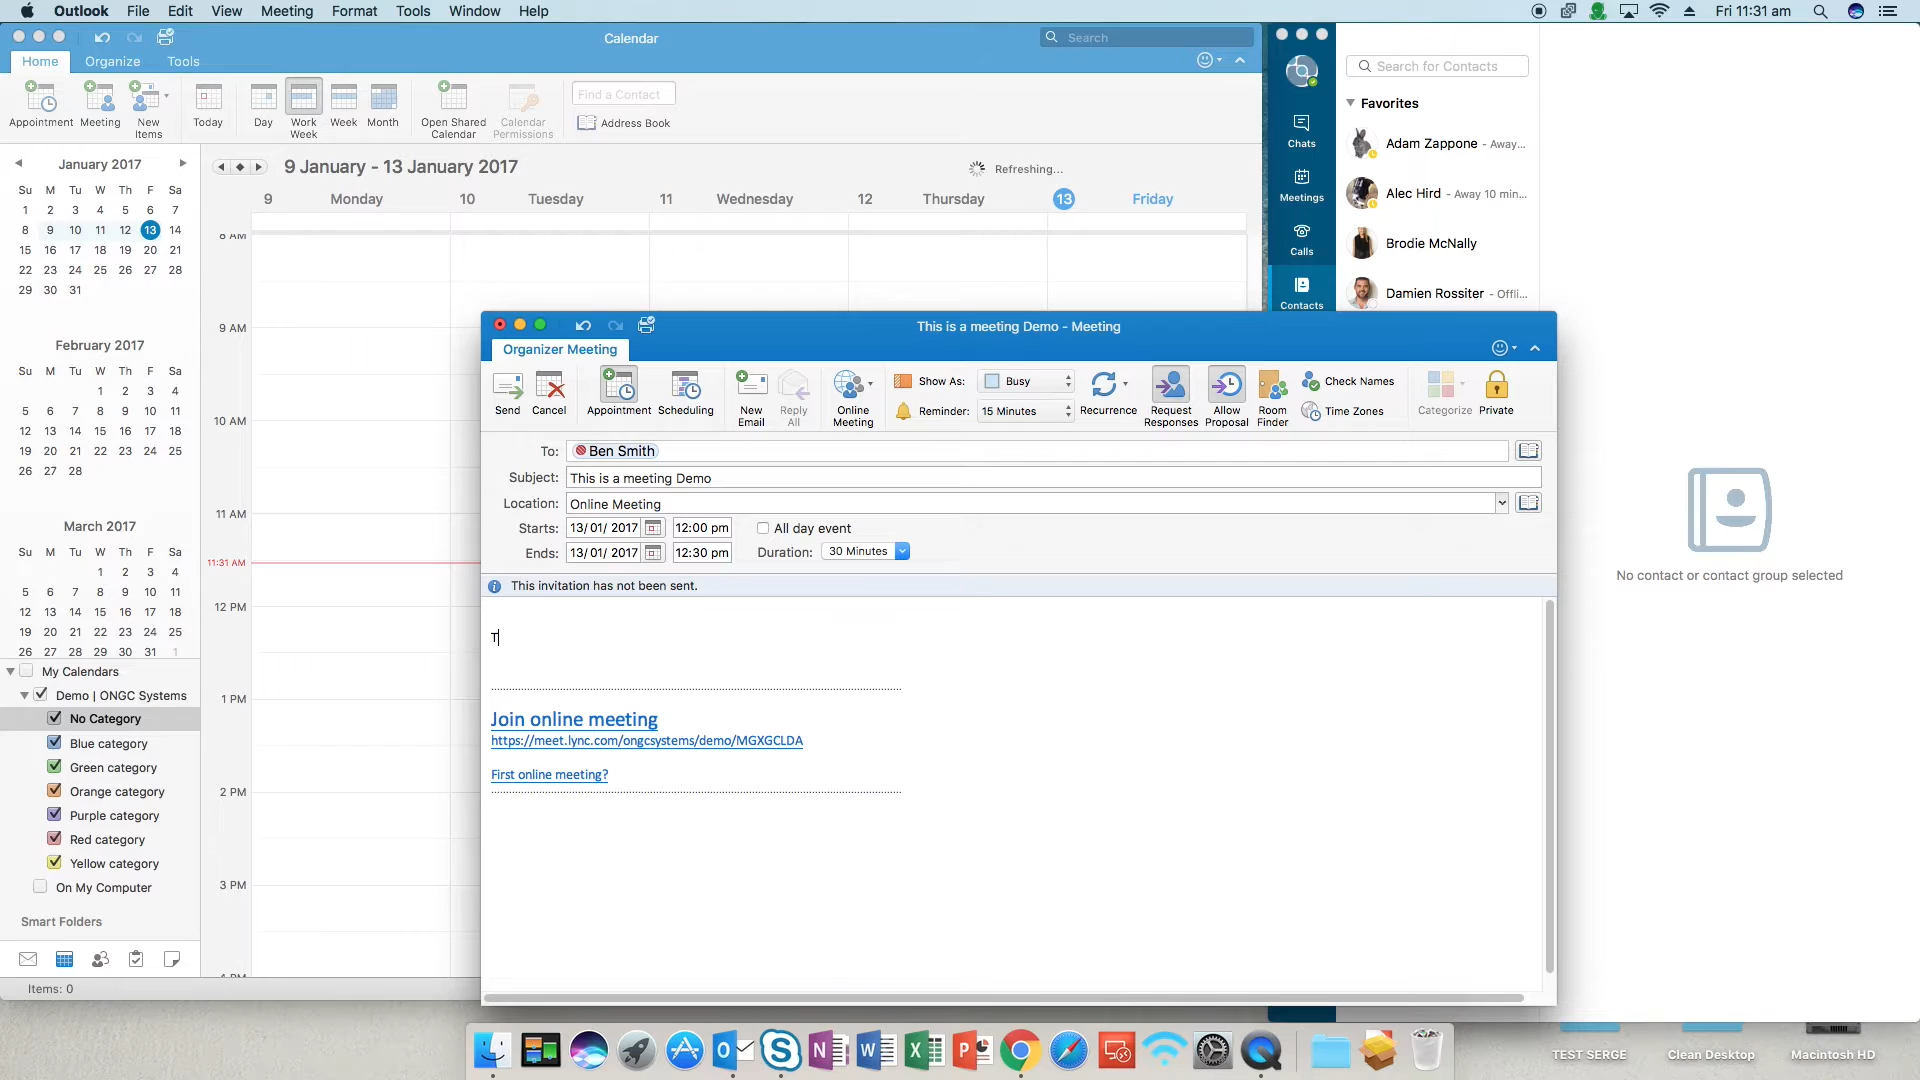 Outlook File Edit View Meeting Format Tools Window Help
Fri 11:31 am
Calendar
Search
Home Organize Tools
Appointment Meeting New Items Today Day Work Week Week Month Open Shared Calendar Calendar Permissions
Find a Contact
Address Book
January 2017
Su M Tu W Th F Sa
1 2 3 4 5 6 7
8 9 10 11 12 13 14
15 16 17 18 19 20 21
22 23 24 25 26 27 28
29 30 31
February 2017
Su M Tu W Th F Sa
1 2 3 4
5 6 7 8 9 10 11
12 13 14 15 16 17 18
19 20 21 22 23 24 25
26 27 28
March 2017
Su M Tu W Th F Sa
1 2 3 4
5 6 7 8 9 10 11
12 13 14 15 16 17 18
19 20 21 22 23 24 25
26 27 28 29 30 31 1
My Calendars
Demo | ONGC Systems
No Category
Blue category
Green category
Orange category
Purple category
Red category
Yellow category
On My Computer
Smart Folders
Items: 0
9 January - 13 January 2017
Refreshing...
9 Monday 10 Tuesday 11 Wednesday 12 Thursday 13 Friday
8 AM
9 AM
10 AM
11 AM
11:31 AM
12 PM
1 PM
2 PM
3 PM
4 PM
Chats
Meetings
Calls
Contacts
Search for Contacts
Favorites
Adam Zappone - Away...
Alec Hird - Away 10 min...
Brodie McNally
Damien Rossiter - Offli...
No contact or contact group selected
This is a meeting Demo - Meeting
Organizer Meeting
Send Cancel Appointment Scheduling New Email Reply All Online Meeting
Show As: Busy
Reminder: 15 Minutes
Recurrence Request Responses Allow Proposal Room Finder
Check Names
Time Zones
Categorize Private
To: Ben Smith
Subject: This is a meeting Demo
Location: Online Meeting
Starts: 13/01/2017 12:00 pm All day event
Ends: 13/01/2017 12:30 pm Duration: 30 Minutes
This invitation has not been sent.
T
Join online meeting
https://meet.lync.com/ongcsystems/demo/MGXGCLDA
First online meeting?
TEST SERGE
Clean Desktop
Macintosh HD